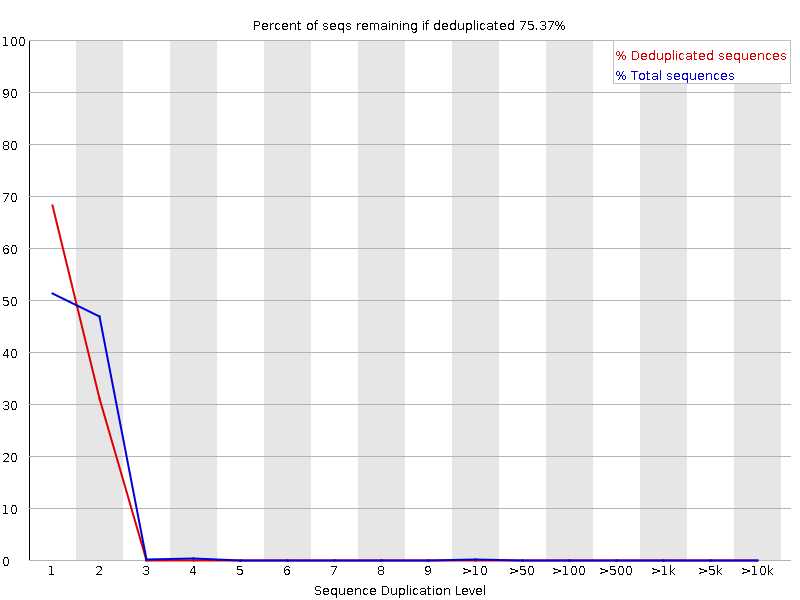 Percent of seqs remaining if deduplicated 75.37%
% Deduplicated sequences
% Total sequences
100
90
80
70
60
50
40
30
20
10
0
1 2 3 4 5 6 7 8 9 >10 >50 >100 >500 >1k >5k >10k
Sequence Duplication Level